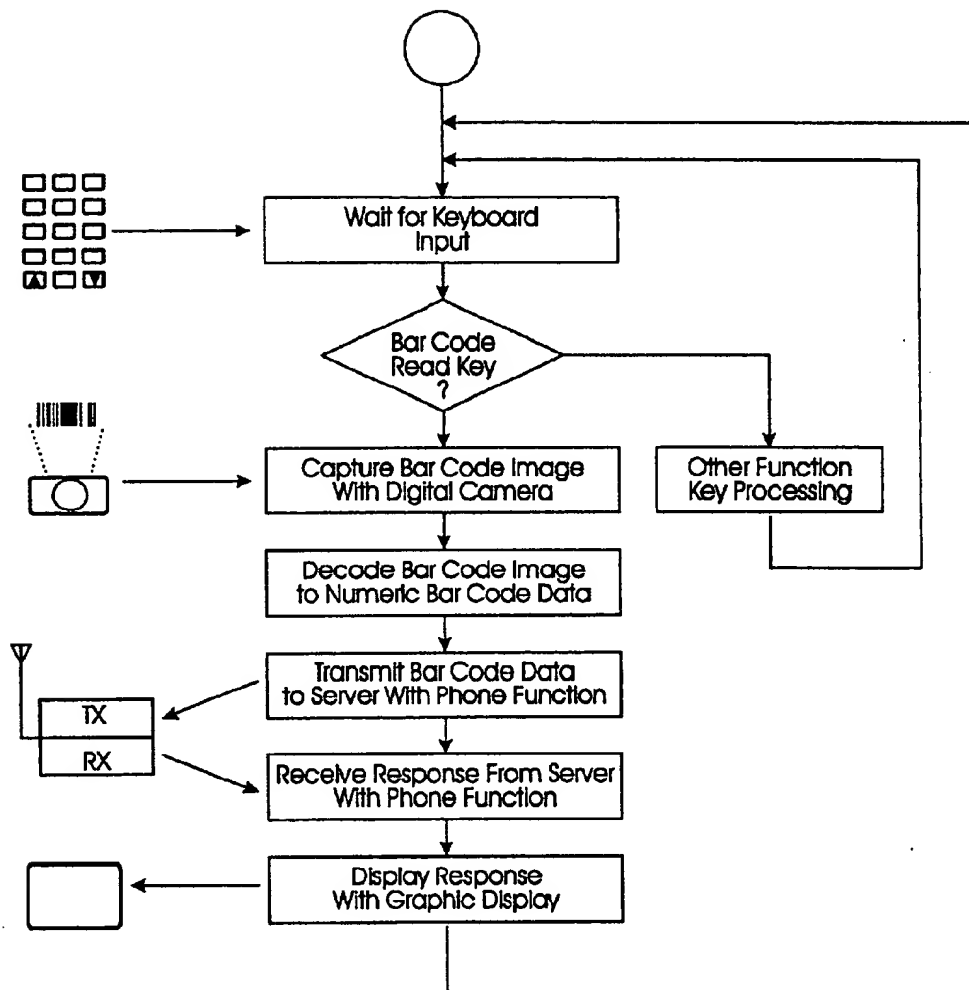 Wait for Keyboard
Input
Bar Code
Read Key
?
Capture Bar Code Image
With Digital Camera
Other Function
Key Processing
Decode Bar Code Image
to Numeric Bar Code Data
Transmit Bar Code Data
to Server With Phone Function
TX
RX
Receive Response From Server
With Phone Function
Display Response
With Graphic Display